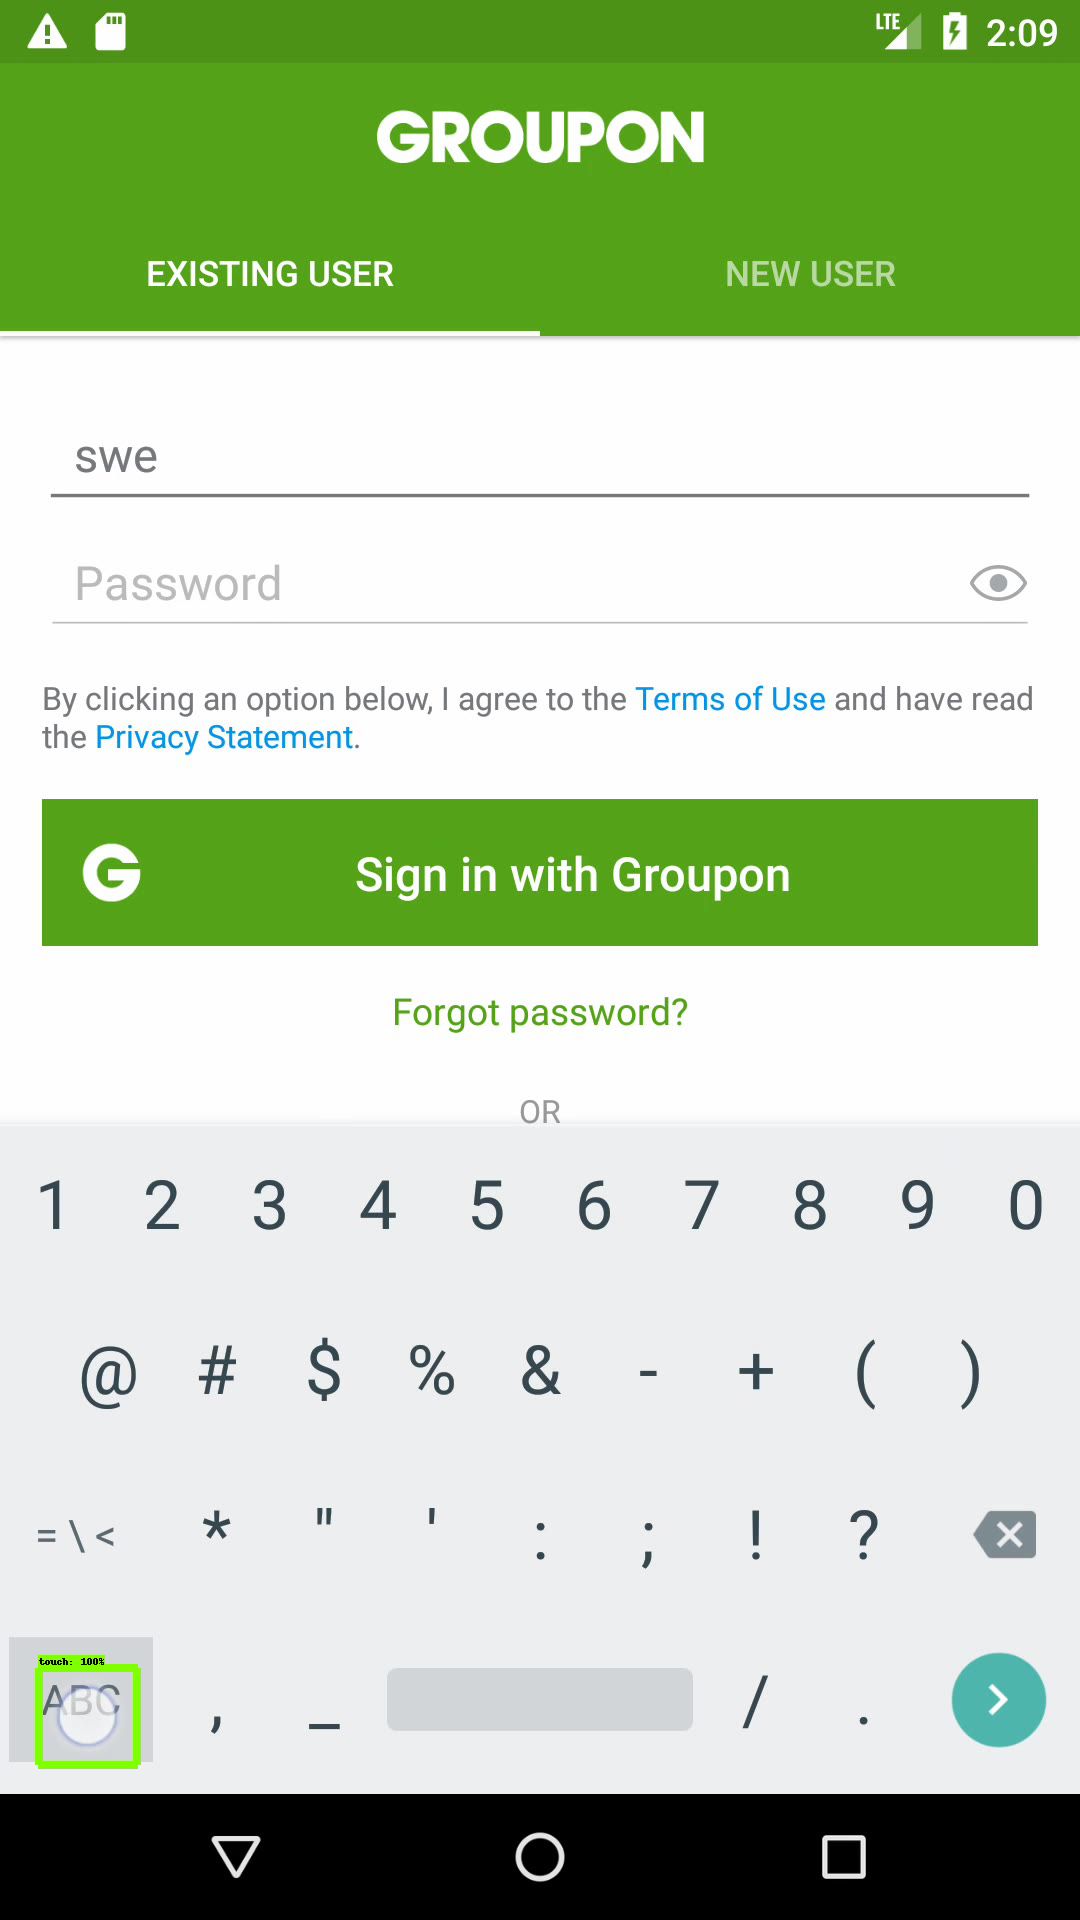 LTE 2:09
GROUPON
EXISTING USER NEW USER
swe
Password
By clicking an option below, I agree to the Terms of Use and have read
the Privacy Statement.
G Sign in with Groupon
Forgot password?
OR
1 2 3 4 5 6 7 8 9 0
@ # $ % & - + ( )
= \ < * " ' : ; ! ?
touch: 100%
ABC , _ / .